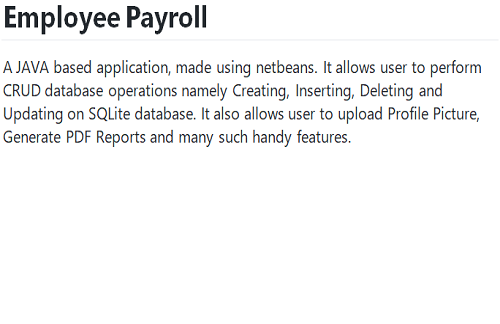 Employee Payroll
A JAVA based application, made using netbeans. It allows user to perform
CRUD database operations namely Creating, Inserting, Deleting and
Updating on SQLite database. It also allows user to upload Profile Picture,
Generate PDF Reports and many such handy features.